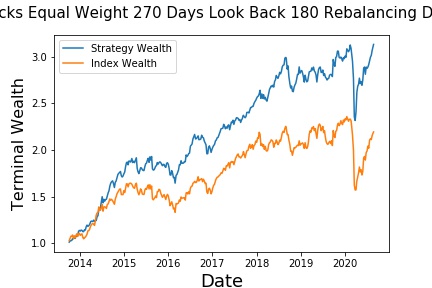 cks Equal Weight 270 Days Look Back 180 Rebalancing D
Strategy Wealth
Index Wealth
Terminal Wealth
3.0
2.5
2.0
1.5
1.0
2014 2015 2016 2017 2018 2019 2020
Date